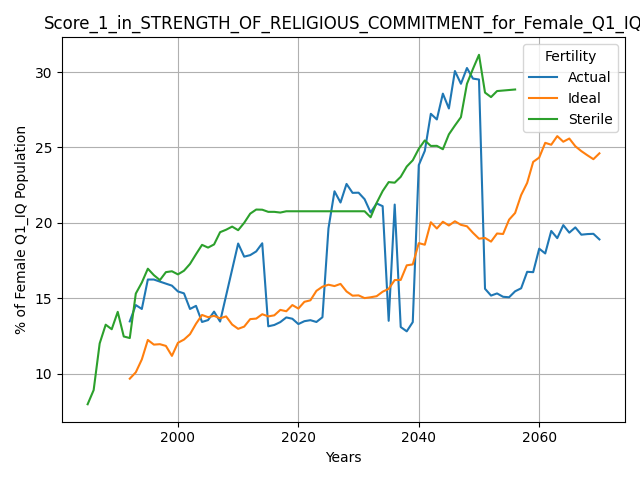 Score_1_in_STRENGTH_OF_RELIGIOUS_COMMITMENT_for_Female_Q1_IQ
Fertility
Actual
Ideal
Sterile
% of Female Q1_IQ Population
30
25
20
15
10
2000
2020
2040
2060
Years